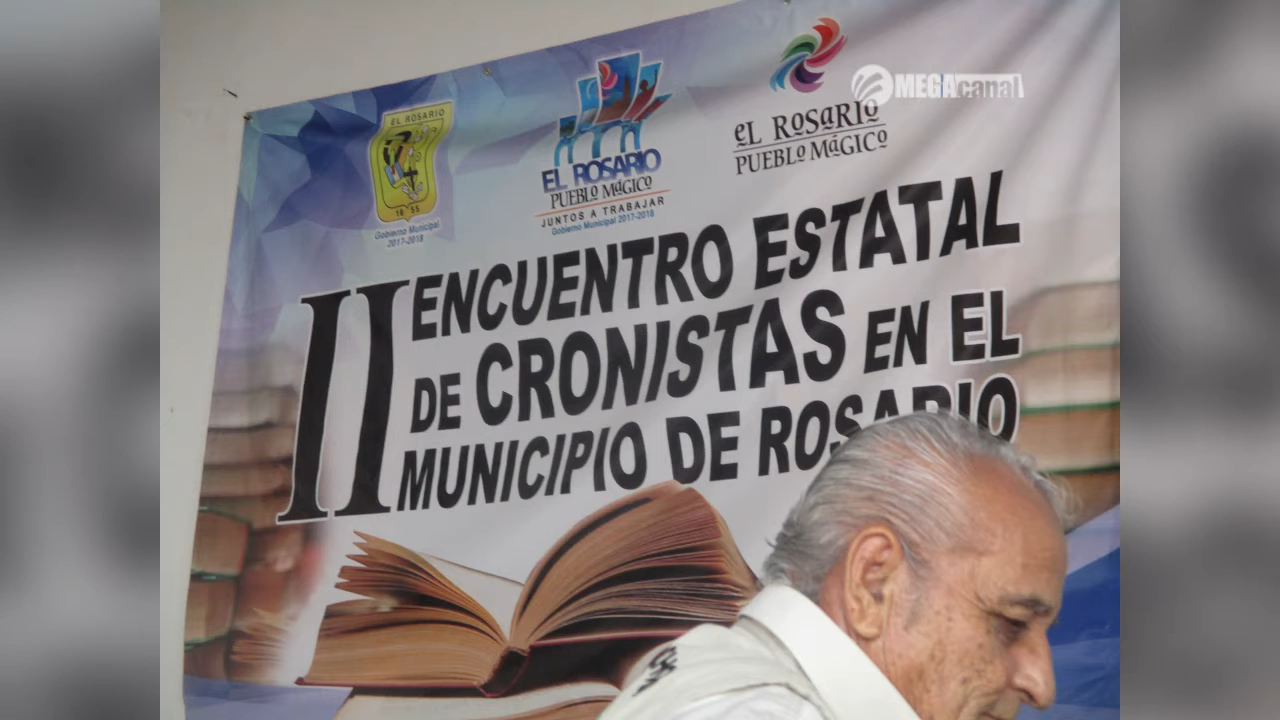 MEGAcanal
EL ROSARIO
1655
Gobierno Municipal
2017-2018
EL ROSARIO
PUEBLO MáGICO
JUNTOS A TRABAJAR
Gobierno Municipal 2017-2018
eL ROSaRIO
PUEBLO MáGICO
II ENCUENTRO ESTATAL
DE CRONISTAS EN EL
MUNICIPIO DE ROSARIO